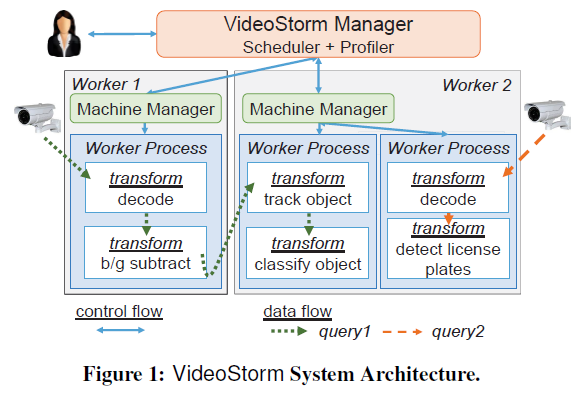 VideoStorm Manager
Scheduler + Profiler
Worker 1
Worker 2
Machine Manager
Machine Manager
Worker Process
transform
decode
transform
b/g subtract
Worker Process
transform
track object
transform
classify object
Worker Process
transform
decode
transform
detect license
plates
control flow
data flow
query1
query2
Figure 1: VideoStorm System Architecture.